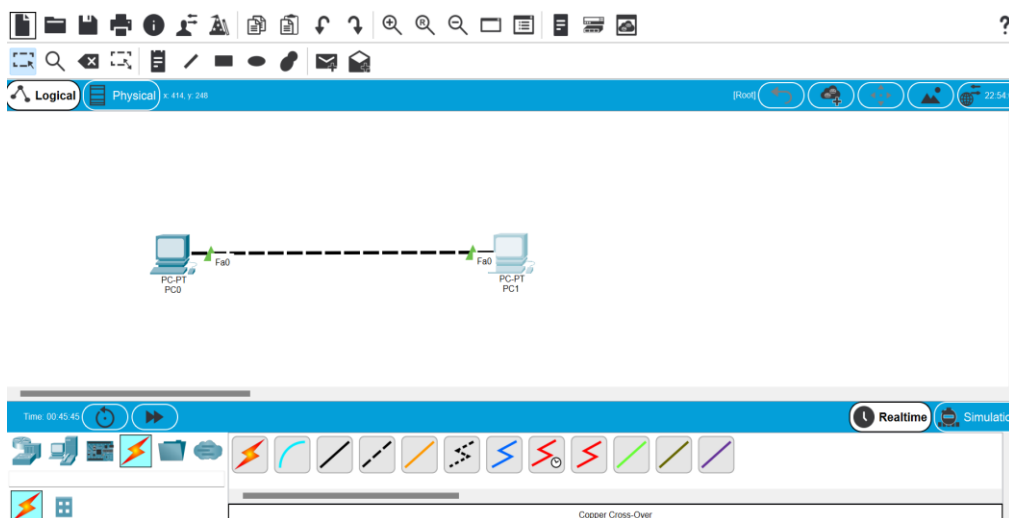 ?
Logical
Physical
x: 414, y: 248
[Root]
22:54:
Fa0
Fa0
PC-PT
PC0
PC-PT
PC1
Time: 00:45:45
Realtime
Simulatio
Copper Cross-Over